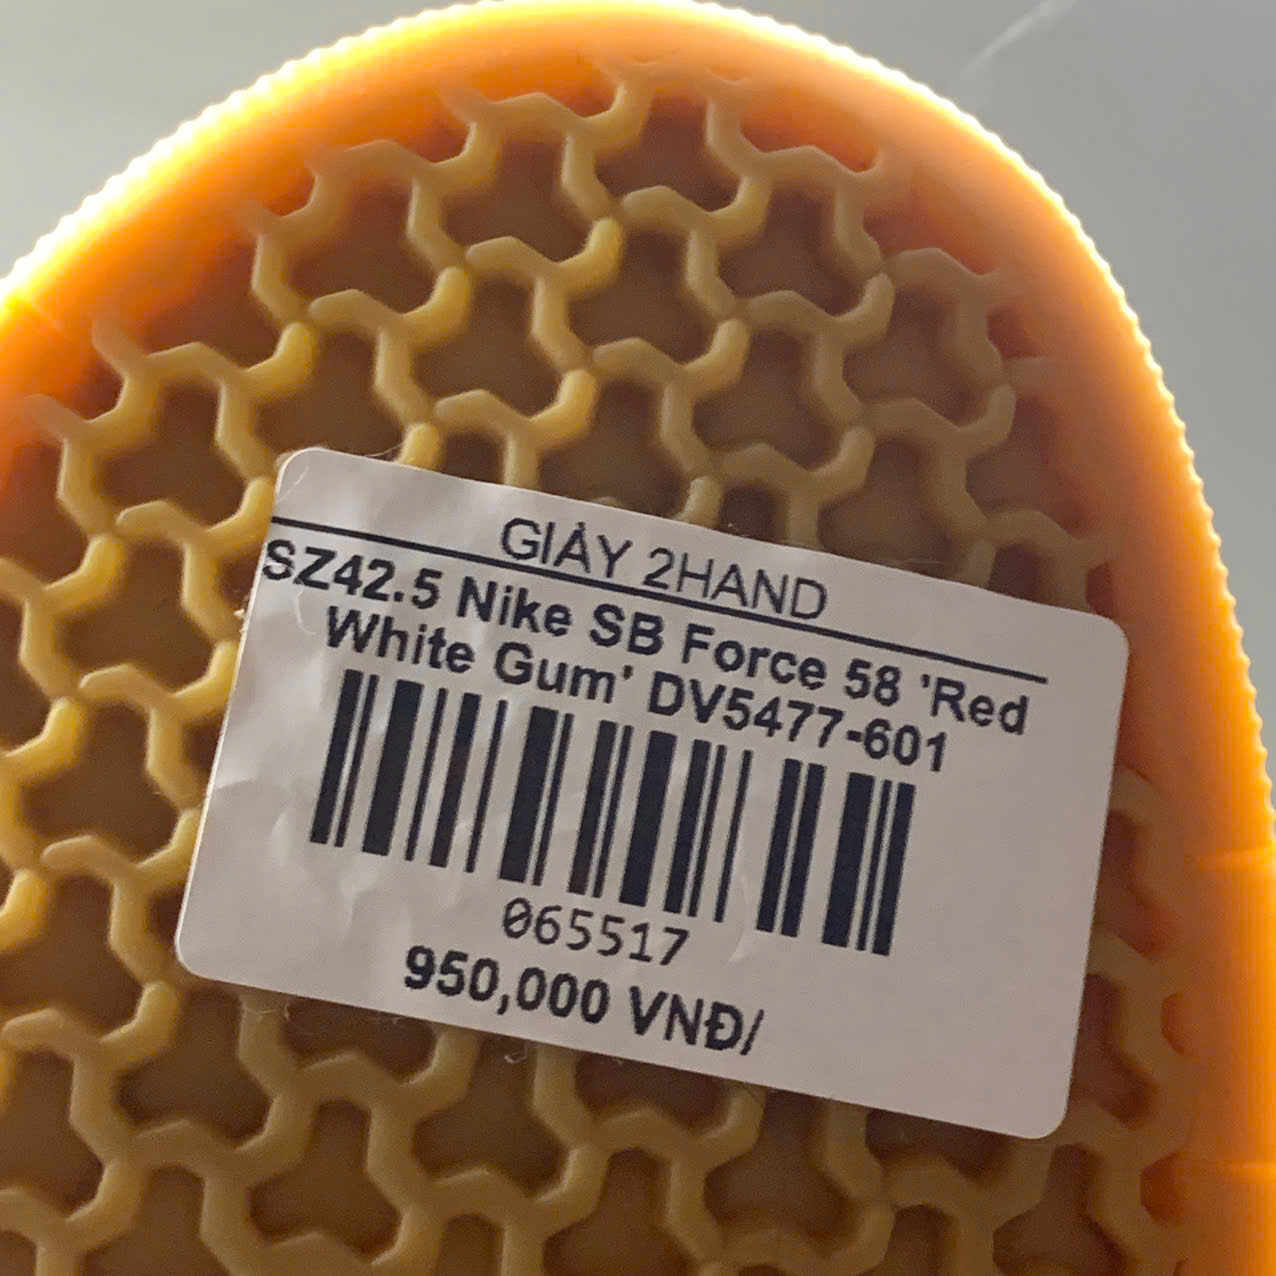 GIÀY 2HAND
SZ42.5 Nike SB Force 58 'Red
White Gum' DV5477-601
065517
950,000 VNĐ/